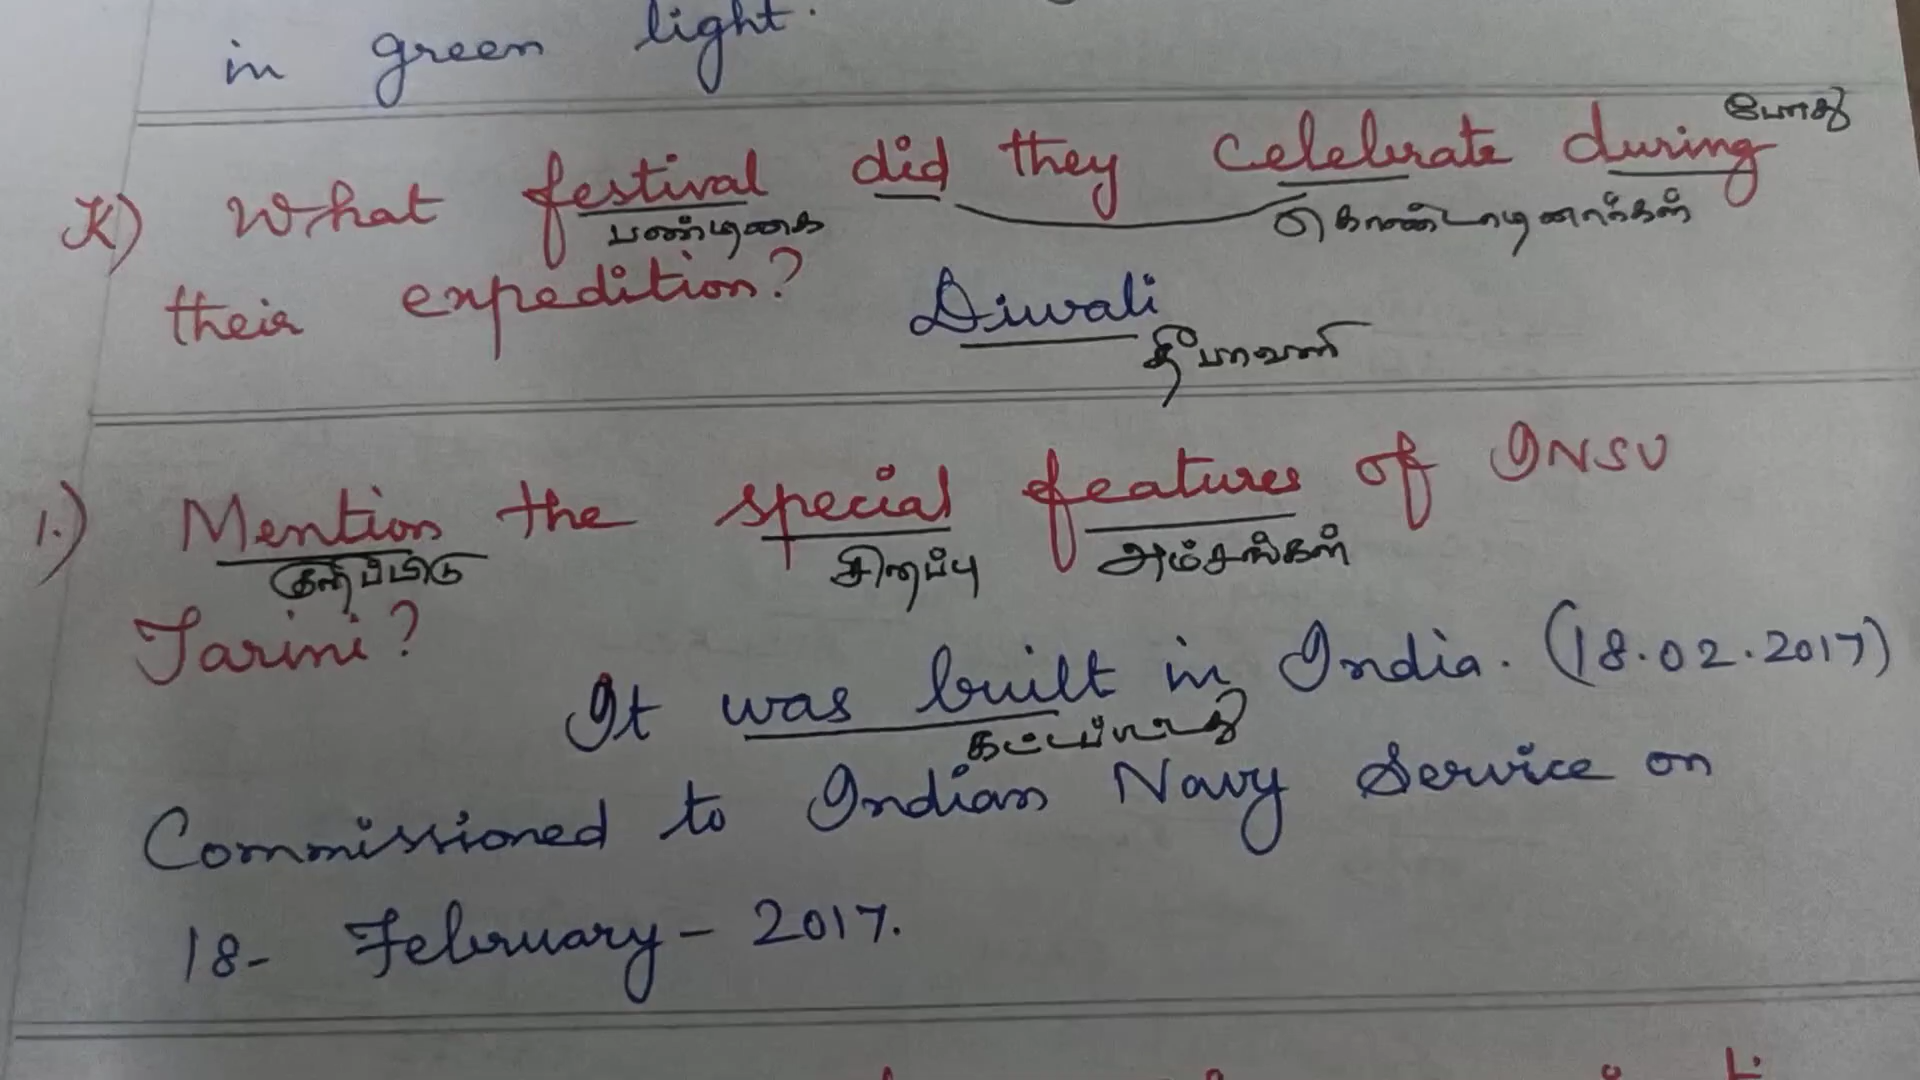 in green light.
போது
K) What festival did they celebrate during
பண்டிகை கொண்டாடினார்கள்
their expedition? Diwali
தீபாவளி
1.) Mention the special features of INSV
குறிப்பிடு சிறப்பு அம்சங்கள்
Tarini?
It was built in India. (18.02.2017)
கட்டப்பட்டது
Commissioned to Indian Navy Service on
18- February - 2017.